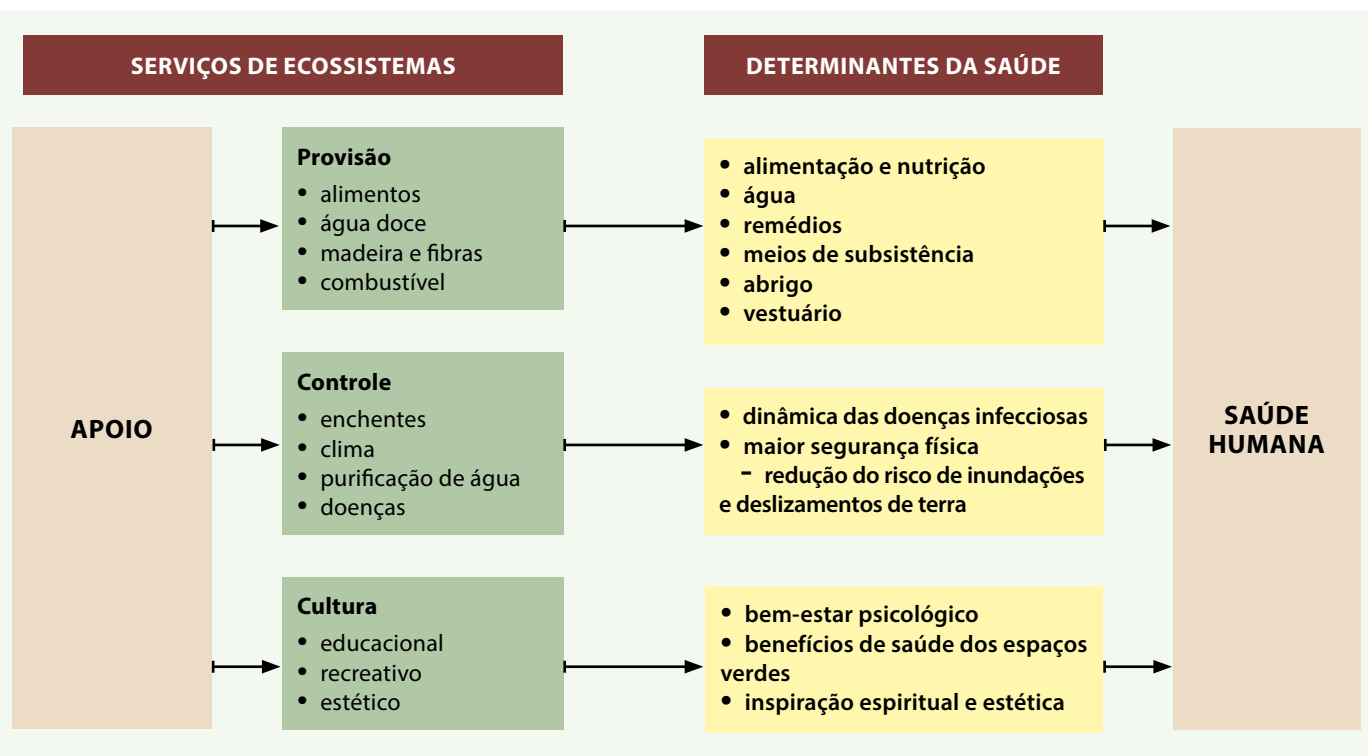 SERVIÇOS DE ECOSSISTEMAS
DETERMINANTES DA SAÚDE
APOIO
Provisão
• alimentos
• água doce
• madeira e fibras
• combustível
• alimentação e nutrição
• água
• remédios
• meios de subsistência
• abrigo
• vestuário
Controle
• enchentes
• clima
• purificação de água
• doenças
• dinâmica das doenças infecciosas
• maior segurança física
- redução do risco de inundações
e deslizamentos de terra
Cultura
• educacional
• recreativo
• estético
• bem-estar psicológico
• benefícios de saúde dos espaços
verdes
• inspiração espiritual e estética
SAÚDE
HUMANA